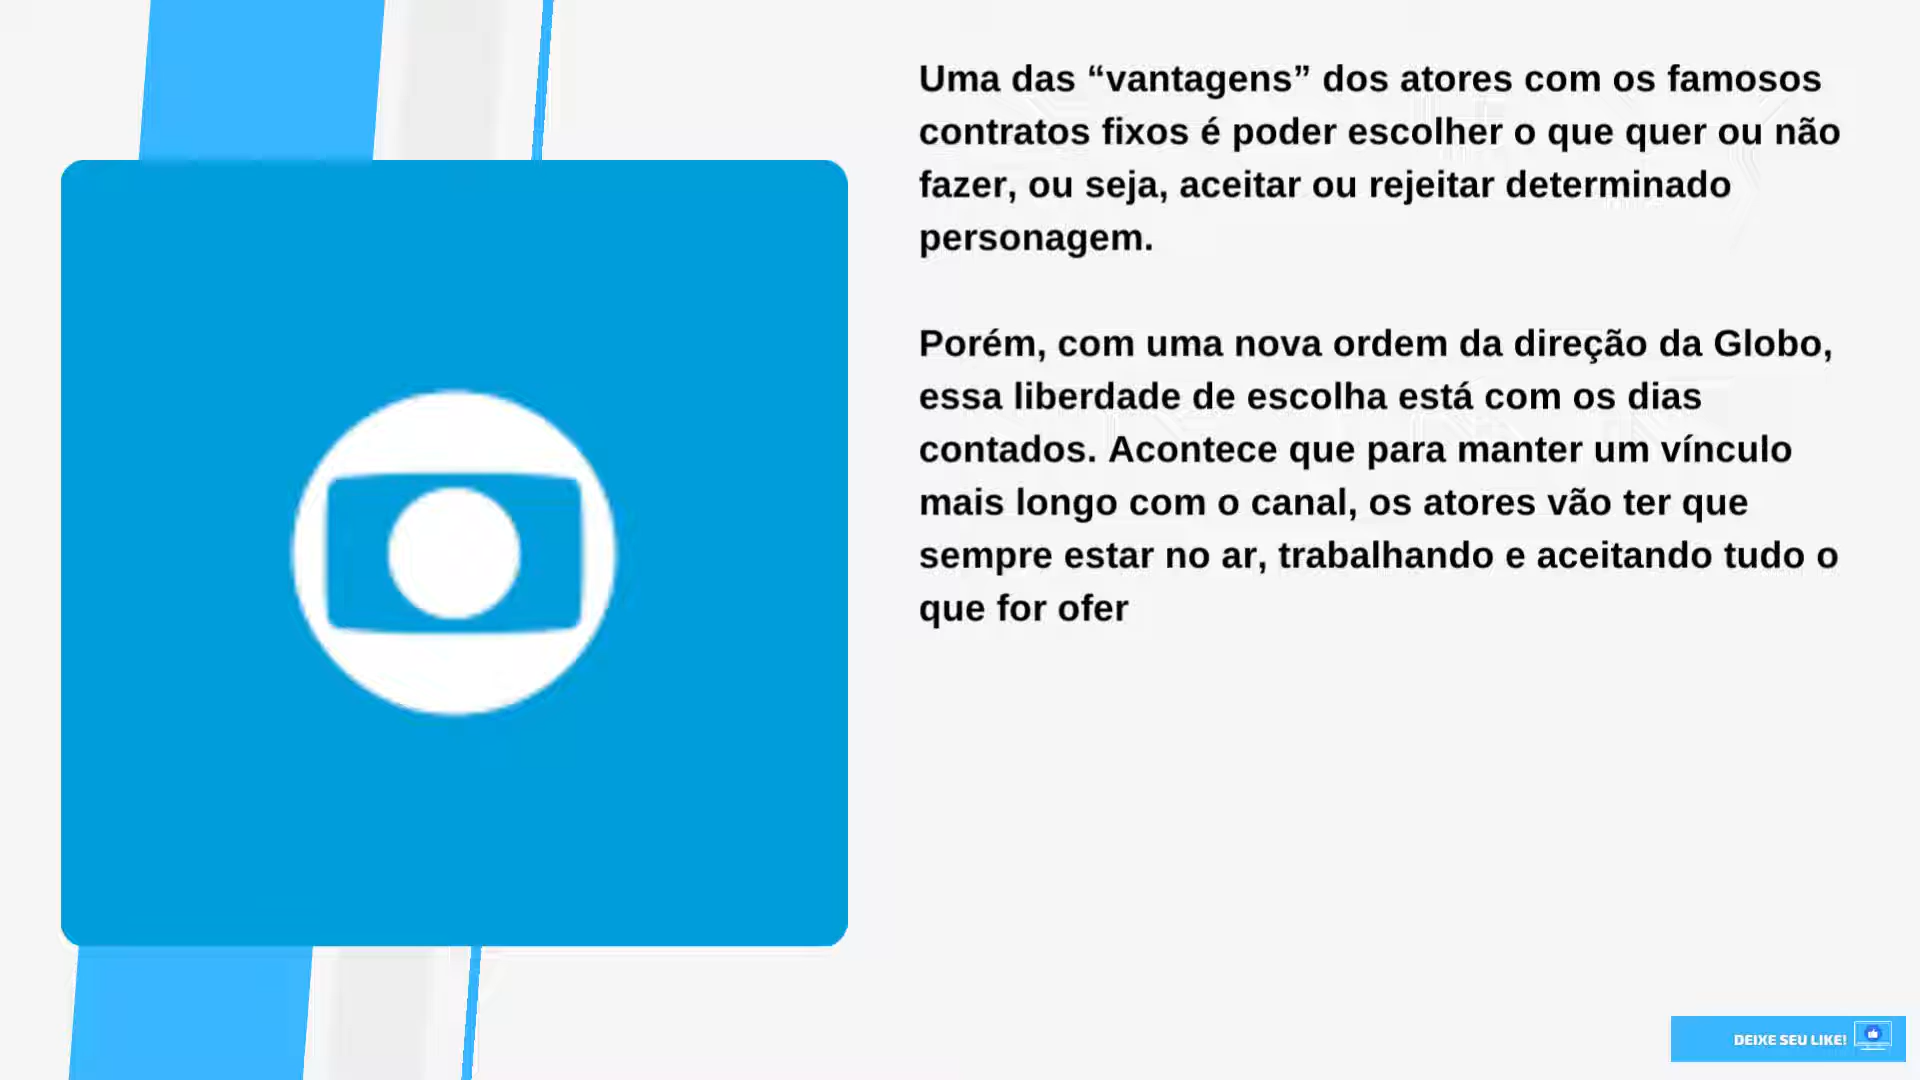 Uma das “vantagens” dos atores com os famosos
contratos fixos é poder escolher o que quer ou não
fazer, ou seja, aceitar ou rejeitar determinado
personagem.
Porém, com uma nova ordem da direção da Globo,
essa liberdade de escolha está com os dias
contados. Acontece que para manter um vínculo
mais longo com o canal, os atores vão ter que
sempre estar no ar, trabalhando e aceitando tudo o
que for ofer
DEIXE SEU LIKE!